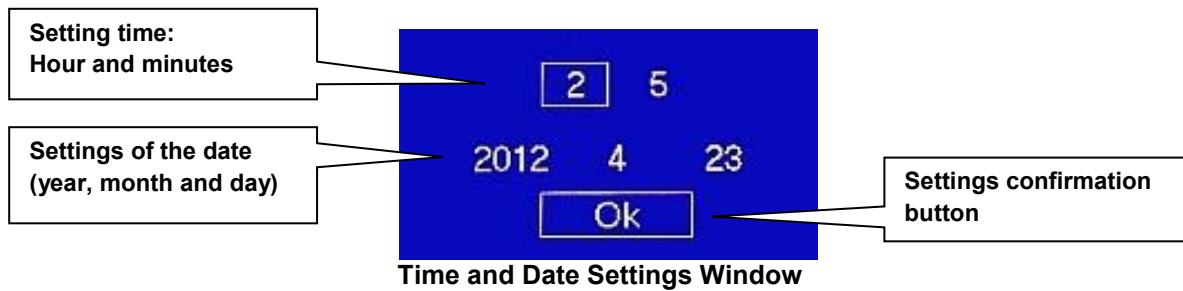 Setting time:
Hour and minutes
2 5
Settings of the date
(year, month and day)
2012 4 23
Settings confirmation
button
Ok
Time and Date Settings Window